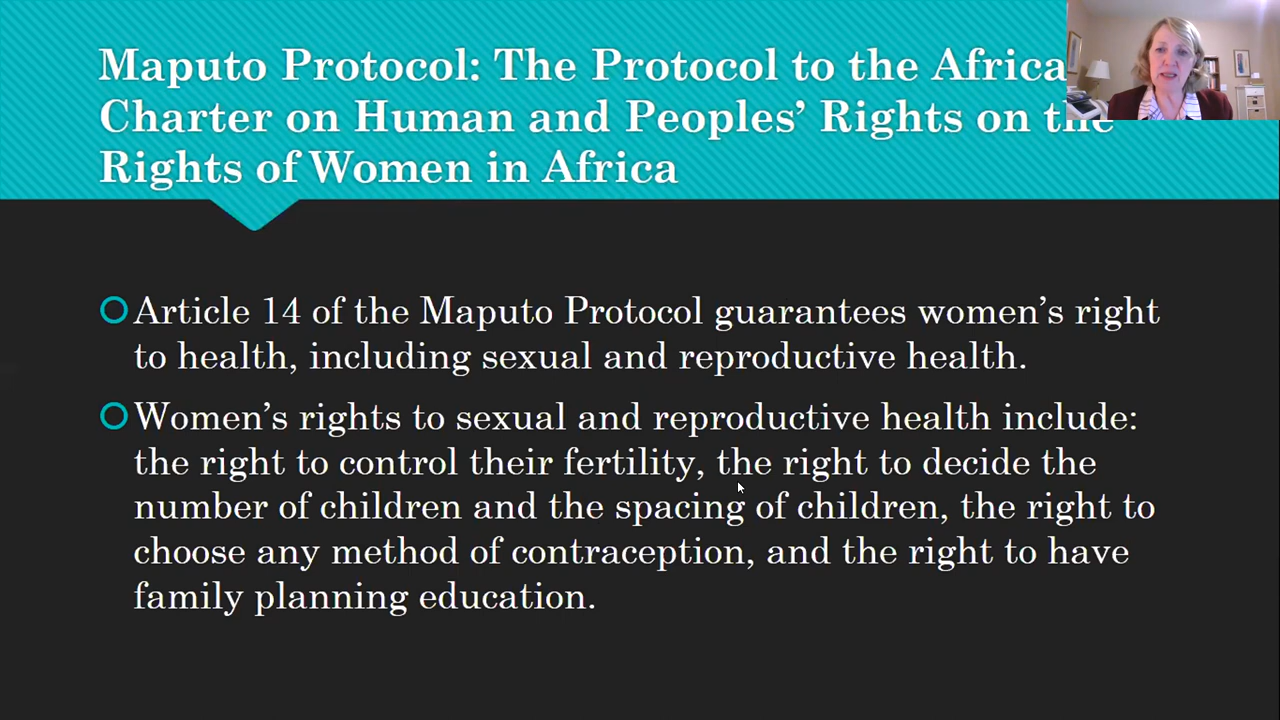 Maputo Protocol: The Protocol to the Africa
Charter on Human and Peoples’ Rights on the
Rights of Women in Africa
Article 14 of the Maputo Protocol guarantees women’s right
to health, including sexual and reproductive health.
Women’s rights to sexual and reproductive health include:
the right to control their fertility, the right to decide the
number of children and the spacing of children, the right to
choose any method of contraception, and the right to have
family planning education.